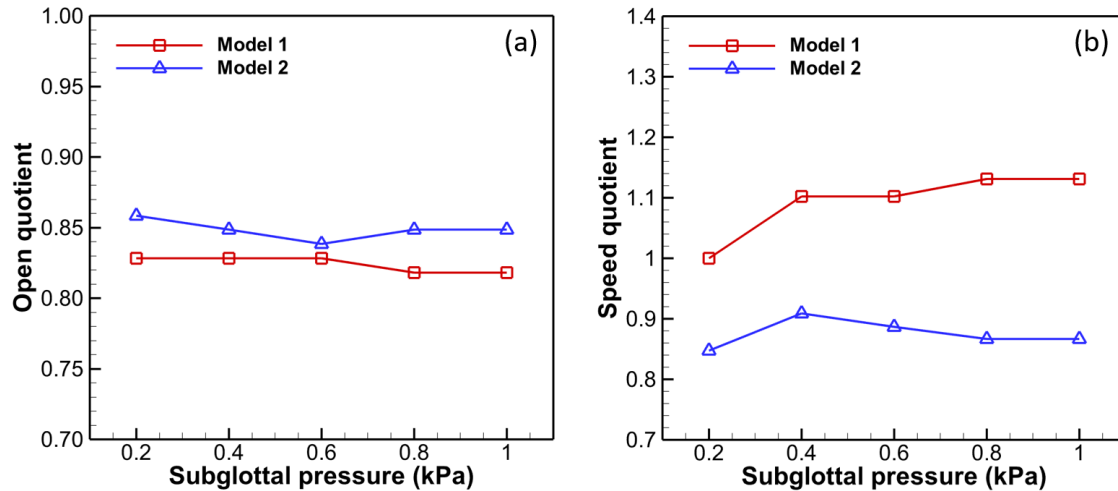 (a)
Model 1
Model 2
Open quotient
1.00
0.95
0.90
0.85
0.80
0.75
0.70
0.2 0.4 0.6 0.8 1
Subglottal pressure (kPa)
(b)
Model 1
Model 2
Speed quotient
1.4
1.3
1.2
1.1
1
0.9
0.8
0.7
0.2 0.4 0.6 0.8 1
Subglottal pressure (kPa)